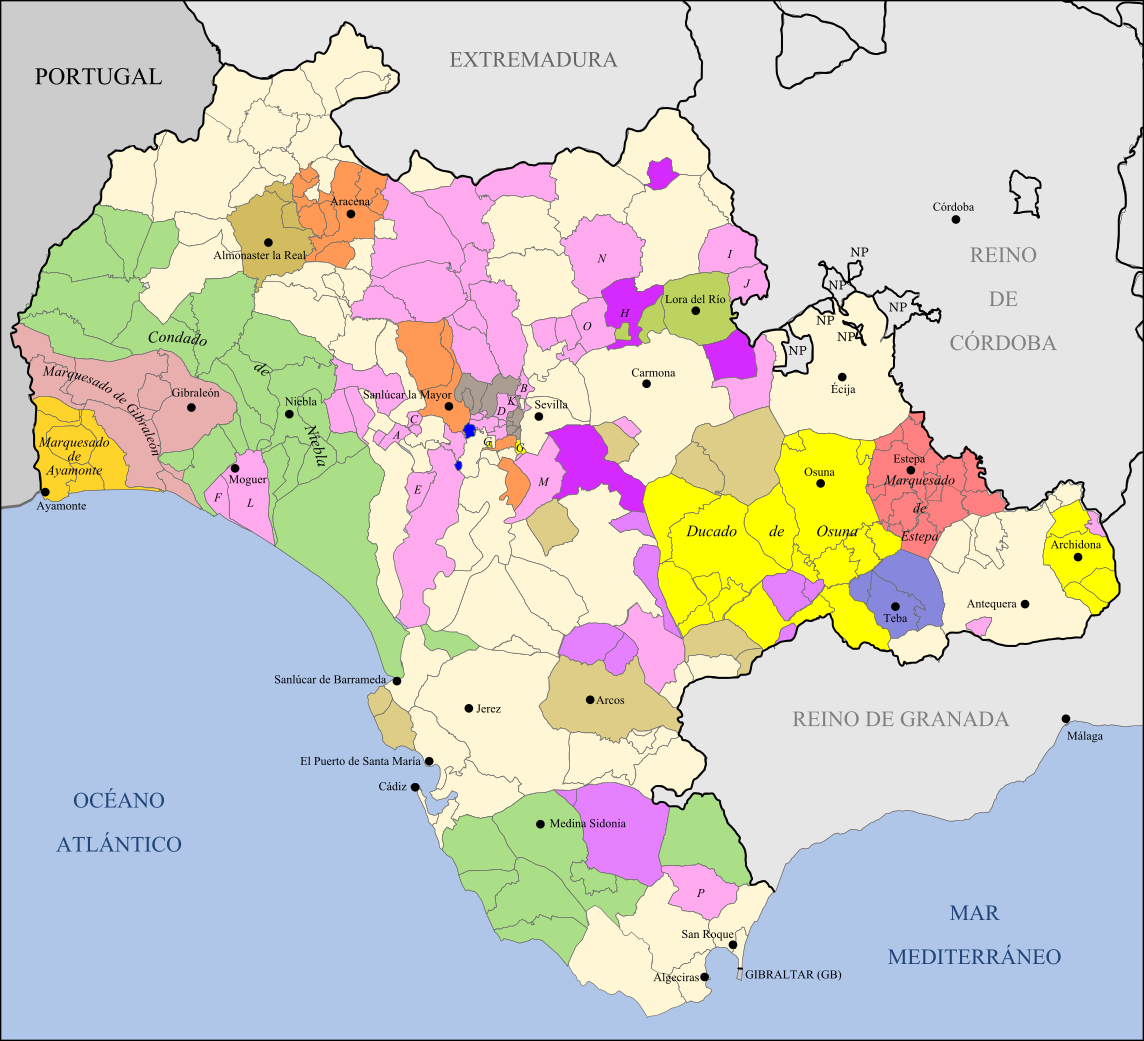 PORTUGAL
EXTREMADURA
Córdoba
REINO
DE
CÓRDOBA
NP
NP
NP
NP
NP
NP
Aracena
Almonaster la Real
N
I
J
H
Lora del Río
O
Condado
de
Niebla
Marquesado de Gibraleón
Gibraleón
Niebla
Carmona
Écija
Sanlúcar la Mayor
B
K
D
C
A
G
G
Sevilla
Marquesado
de
Ayamonte
Ayamonte
Moguer
F
L
E
M
Osuna
Estepa
Marquesado
de
Estepa
Ducado de Osuna
Archidona
Teba
Antequera
Sanlúcar de Barrameda
Jerez
Arcos
REINO DE GRANADA
Málaga
El Puerto de Santa María
Cádiz
OCÉANO
ATLÁNTICO
Medina Sidonia
P
San Roque
Algeciras
GIBRALTAR (GB)
MAR
MEDITERRÁNEO